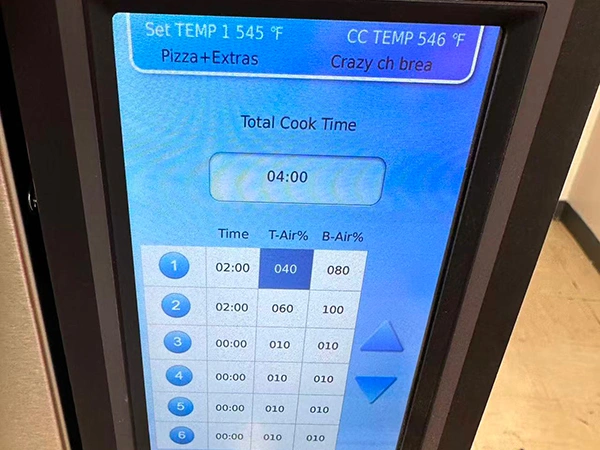 Set TEMP 1 545 °F CC TEMP 546 °F
Pizza+Extras Crazy ch brea
Total Cook Time
04:00
Time T-Air% B-Air%
1 02:00 040 080
2 02:00 060 100
3 00:00 010 010
4 00:00 010 010
5 00:00 010 010
6 00:00 010 010